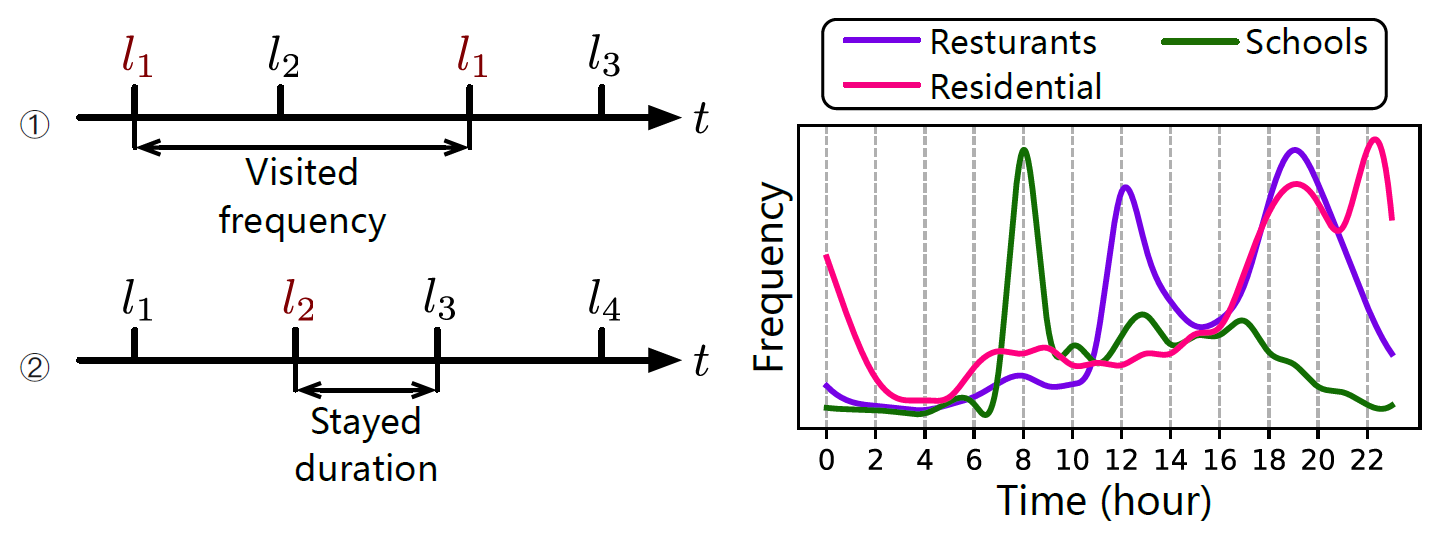 l1 l2 l1 l3
① t
Visited
frequency
l1 l2 l3 l4
② t
Stayed
duration
Resturants Schools
Residential
Frequency
0 2 4 6 8 10 12 14 16 18 20 22
Time (hour)